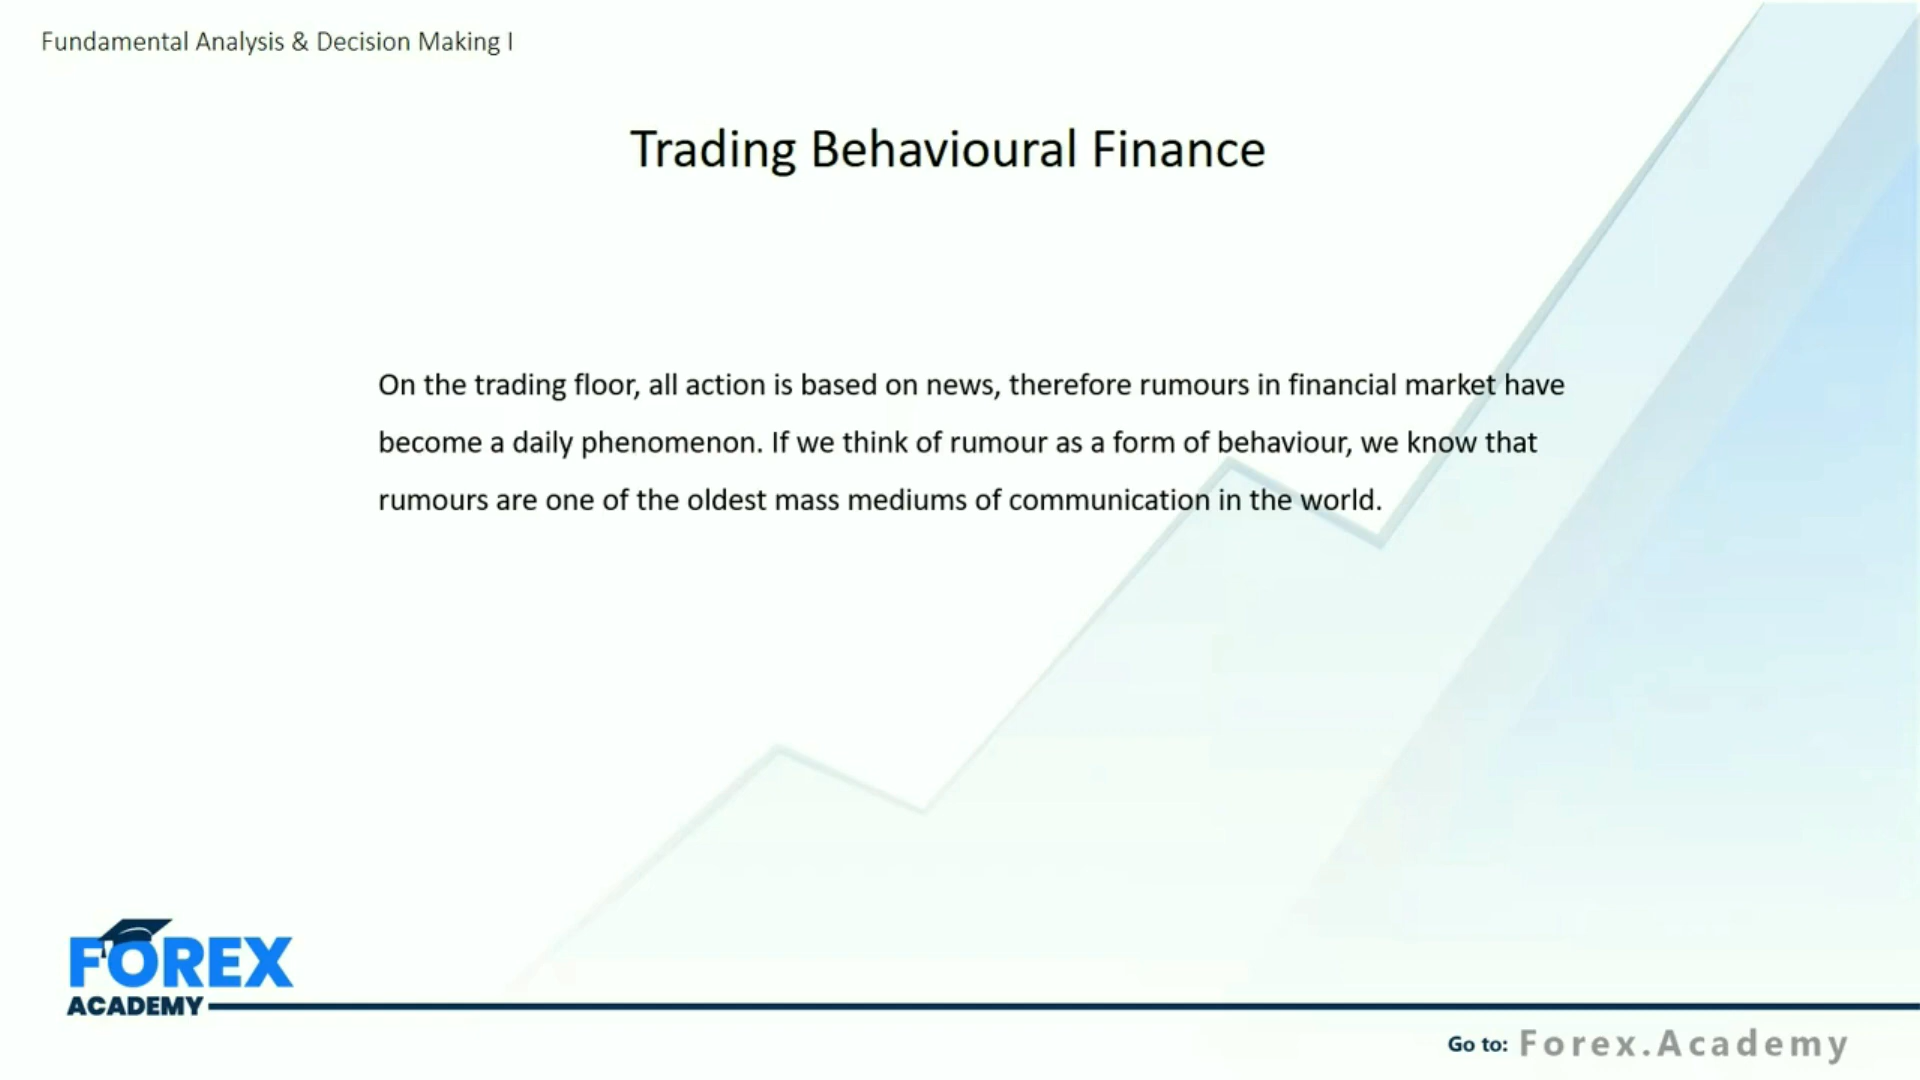 Fundamental Analysis & Decision Making I
Trading Behavioural Finance
On the trading floor, all action is based on news, therefore rumours in financial market have
become a daily phenomenon. If we think of rumour as a form of behaviour, we know that
rumours are one of the oldest mass mediums of communication in the world.
FOREX
ACADEMY
Go to: Forex.Academy